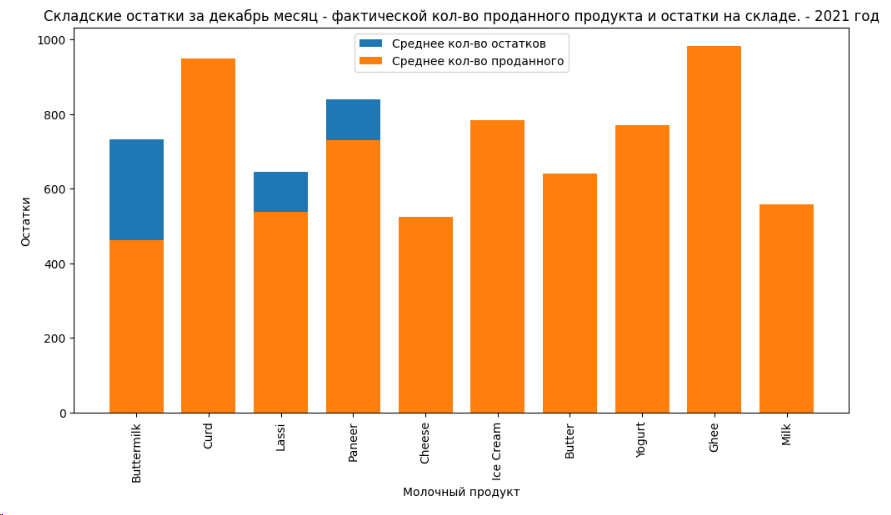 Складские остатки за декабрь месяц - фактической кол-во проданного продукта и остатки на складе. - 2021 год
Среднее кол-во остатков
Среднее кол-во проданного
1000
800
600
400
200
0
Остатки
Buttermilk
Curd
Lassi
Paneer
Cheese
Ice Cream
Butter
Yogurt
Ghee
Milk
Молочный продукт